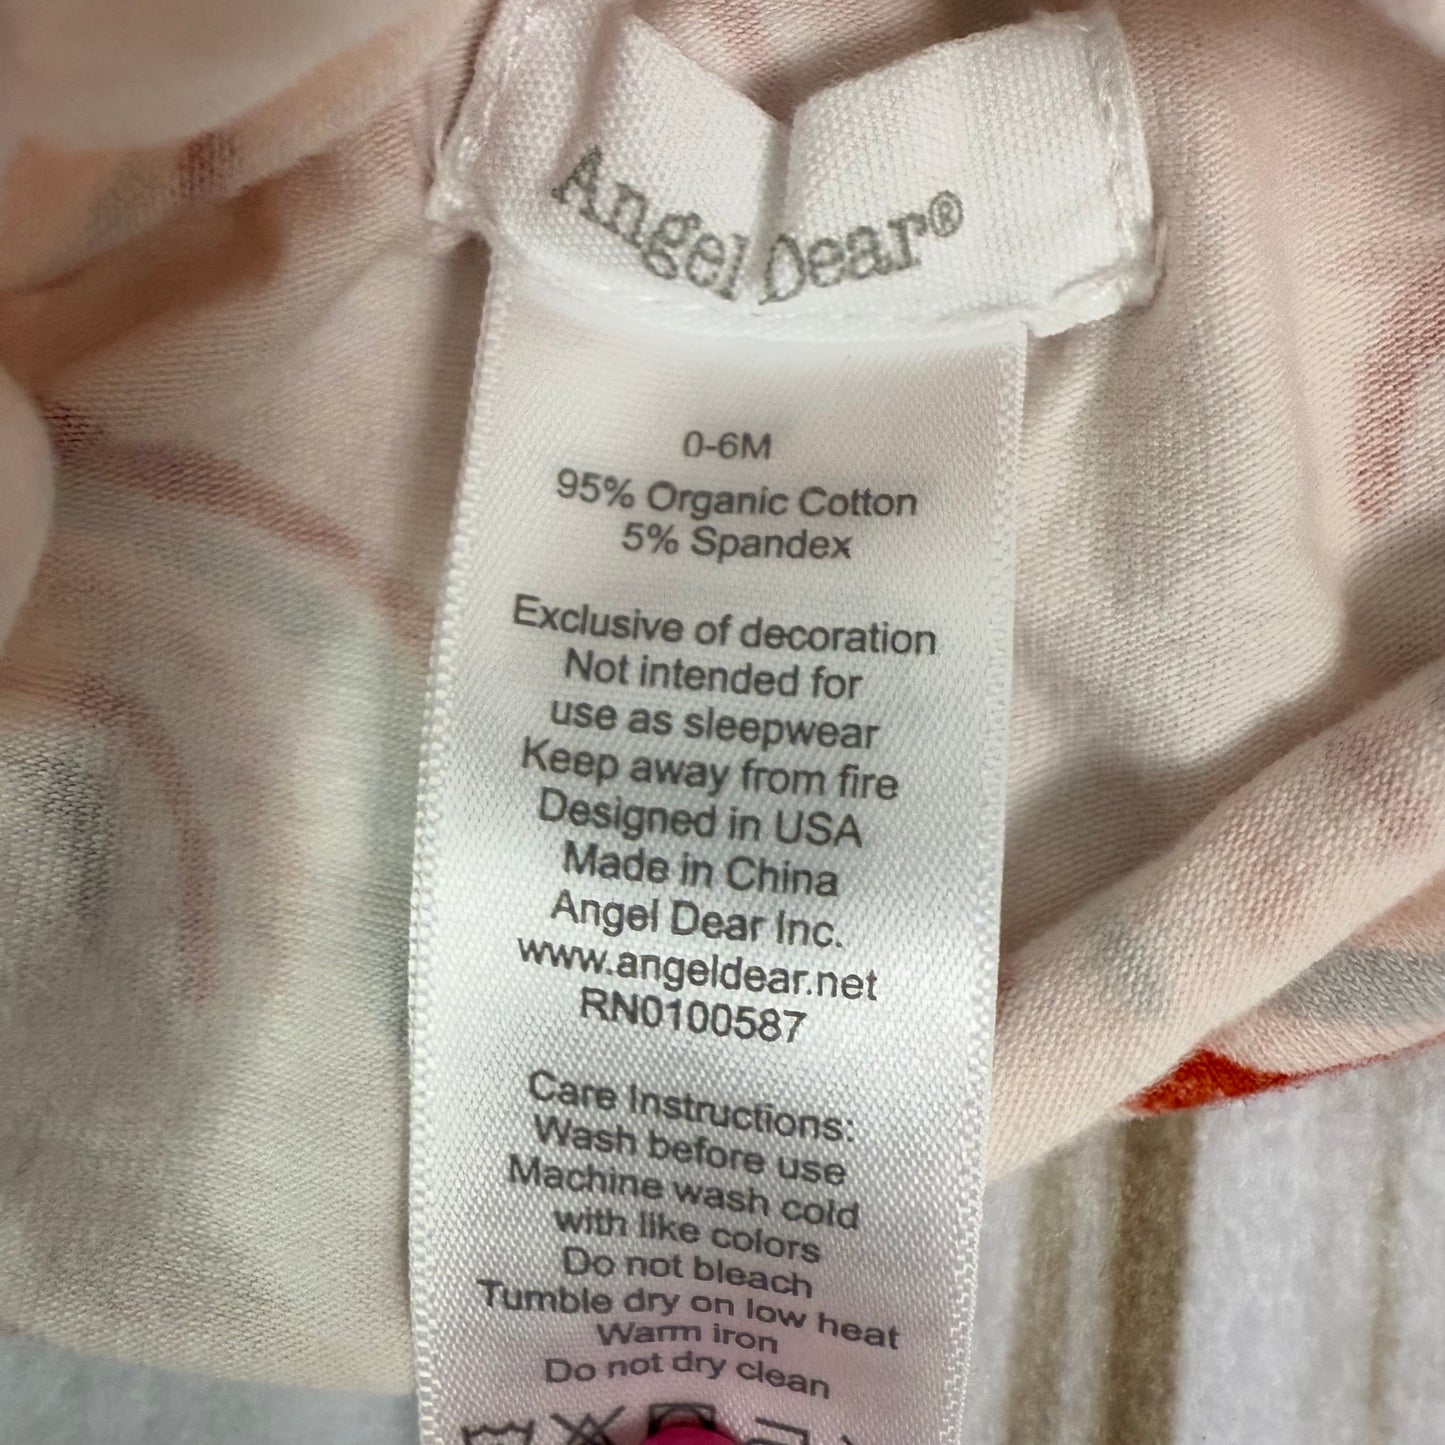 Angel Dear®
0-6M
95% Organic Cotton
5% Spandex
Exclusive of decoration
Not intended for
use as sleepwear
Keep away from fire
Designed in USA
Made in China
Angel Dear Inc.
www.angeldear.net
RN0100587
Care Instructions:
Wash before use
Machine wash cold
with like colors
Do not bleach
Tumble dry on low heat
Warm iron
Do not dry clean